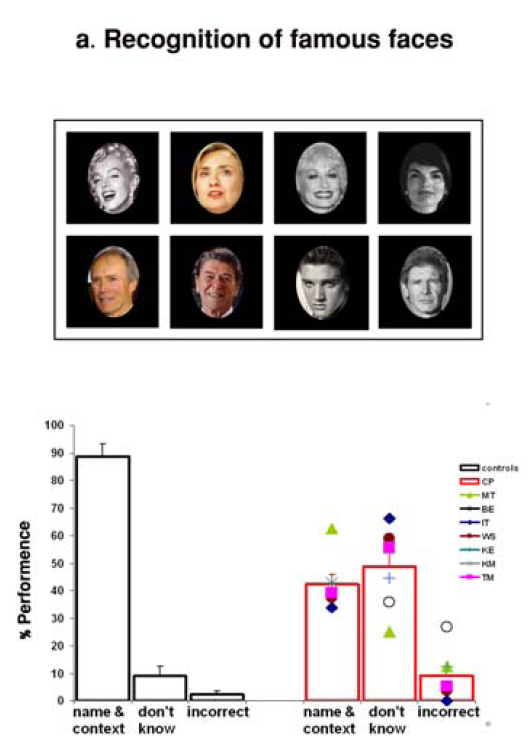 a. Recognition of famous faces
100
90
80
70
60
50
40
30
20
10
0
% Performence
name &
context
don't
know
incorrect
name &
context
don't
know
incorrect
controls
CP
MT
BE
IT
WS
KE
KM
TM